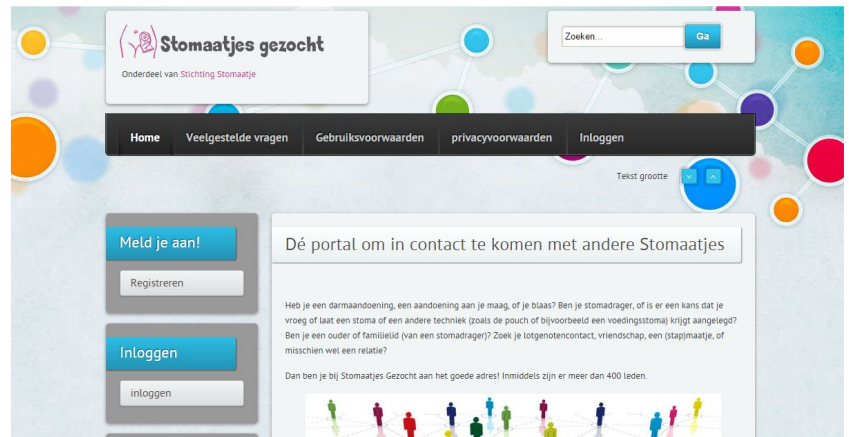 Stomaatjes gezocht
Onderdeel van Stichting Stomaatje
Zoeken...
Ga
Home
Veelgestelde vragen
Gebruiksvoorwaarden
privacyvoorwaarden
Inloggen
Tekst grootte
Meld je aan!
Registreren
Inloggen
inloggen
Dé portal om in contact te komen met andere Stomaatjes
Heb je een darmaandoening, een aandoening aan je maag, of je blaas? Ben je stomadrager, of is er een kans dat je
vroeg of laat een stoma of een andere techniek (zoals de pouch of bijvoorbeeld een voedingsstoma) krijgt aangelegd?
Ben je een ouder of familielid (van een stomadrager)? Zoek je lotgenotencontact, vriendschap, een (stap)maatje, of
misschien wel een relatie?
Dan ben je bij Stomaatjes Gezocht aan het goede adres! Inmiddels zijn er meer dan 400 leden.